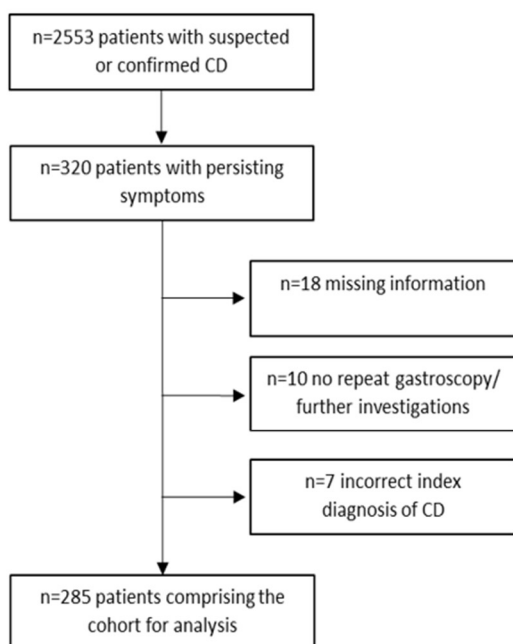 n=2553 patients with suspected
or confirmed CD
n=320 patients with persisting
symptoms
n=18 missing information
n=10 no repeat gastroscopy/
further investigations
n=7 incorrect index
diagnosis of CD
n=285 patients comprising the
cohort for analysis